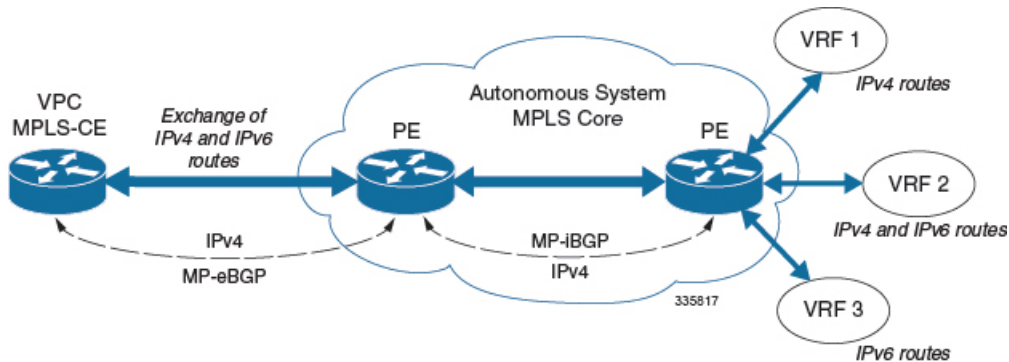 VPC
MPLS-CE
Exchange of
IPv4 and IPv6
routes
PE
Autonomous System
MPLS Core
PE
VRF 1
IPv4 routes
VRF 2
IPv4 and IPv6 routes
VRF 3
IPv6 routes
IPv4
MP-eBGP
MP-iBGP
IPv4
335817